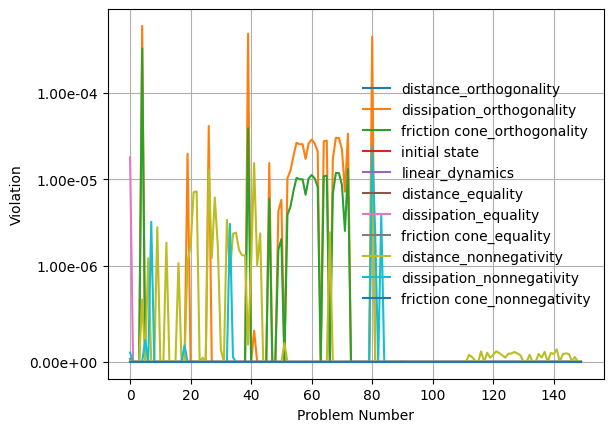 1.00e-04
1.00e-05
1.00e-06
0.00e+00
Violation
0
20
40
60
80
100
120
140
Problem Number
distance_orthogonality
dissipation_orthogonality
friction cone_orthogonality
initial state
linear_dynamics
distance_equality
dissipation_equality
friction cone_equality
distance_nonnegativity
dissipation_nonnegativity
friction cone_nonnegativity